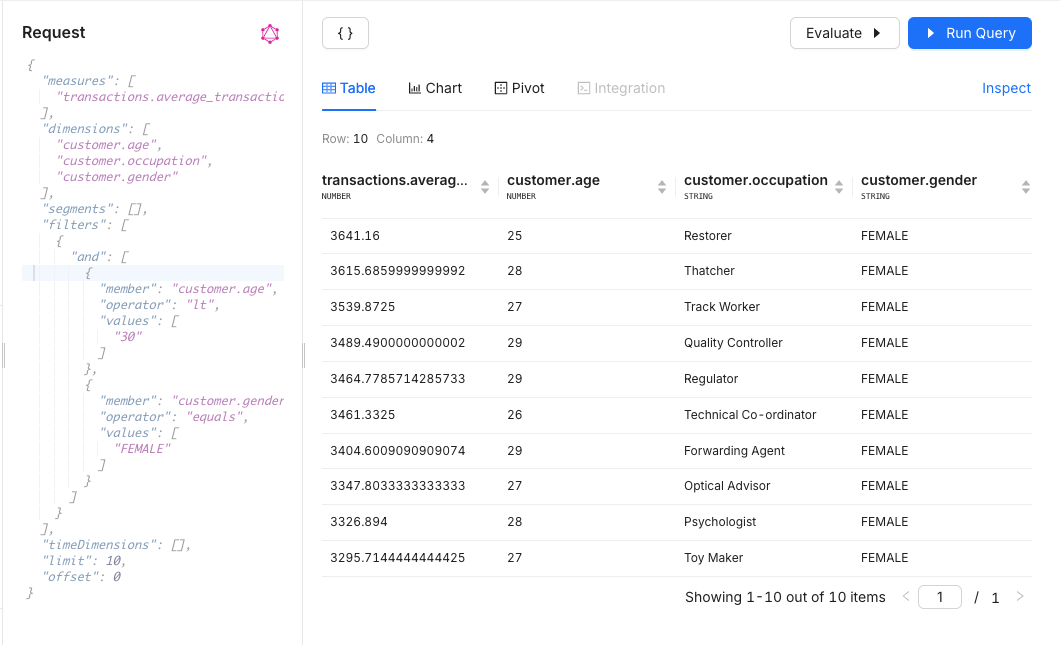 Request
{
"measures": [
"transactions.average_transactio
],
"dimensions": [
"customer.age",
"customer.occupation",
"customer.gender"
],
"segments": [],
"filters": [
{
"and": [
{
"member": "customer.age",
"operator": "lt",
"values": [
"30"
]
},
{
"member": "customer.gender
"operator": "equals",
"values": [
"FEMALE"
]
}
]
}
],
"timeDimensions": [],
"limit": 10,
"offset": 0
}
{ } Evaluate Run Query
Table Chart Pivot Integration Inspect
Row: 10 Column: 4
transactions.averag... customer.age customer.occupation customer.gender
NUMBER NUMBER STRING STRING
3641.16 25 Restorer FEMALE
3615.6859999999992 28 Thatcher FEMALE
3539.8725 27 Track Worker FEMALE
3489.4900000000002 29 Quality Controller FEMALE
3464.7785714285733 29 Regulator FEMALE
3461.3325 26 Technical Co-ordinator FEMALE
3404.6009090909074 29 Forwarding Agent FEMALE
3347.8033333333333 27 Optical Advisor FEMALE
3326.894 28 Psychologist FEMALE
3295.7144444444425 27 Toy Maker FEMALE
Showing 1-10 out of 10 items < 1 / 1 >